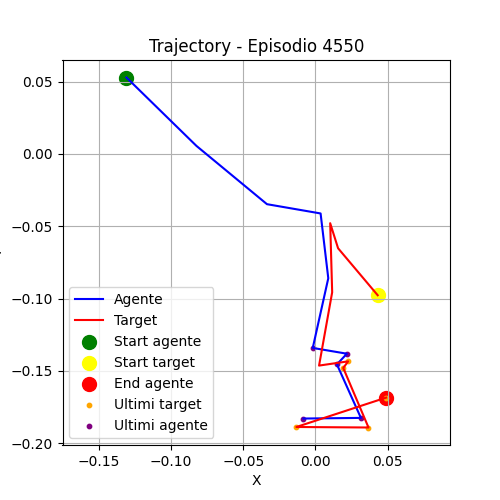 Trajectory - Episodio 4550
0.05
0.00
−0.05
−0.10
−0.15
−0.20
Agente
Target
Start agente
Start target
End agente
Ultimi target
Ultimi agente
−0.15
−0.10
−0.05
0.00
0.05
X